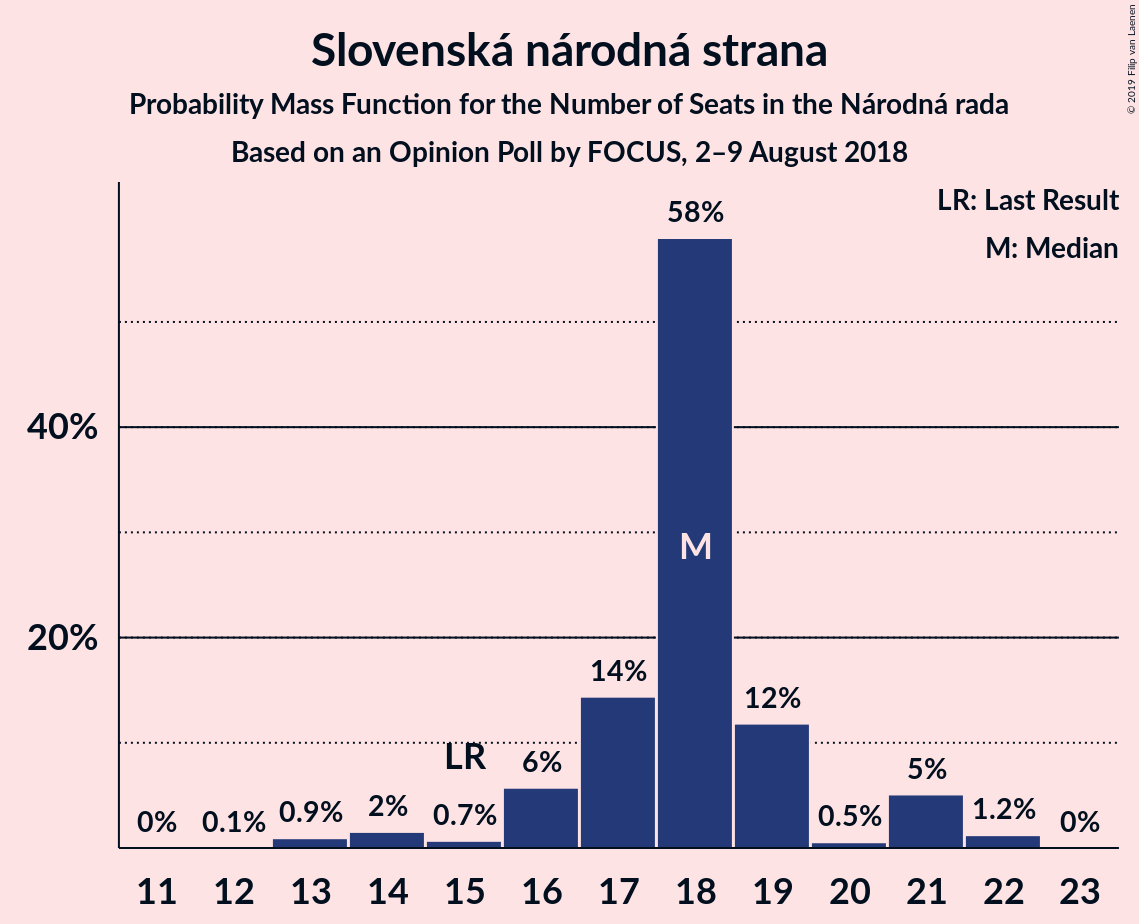 Slovenská národná strana
Probability Mass Function for the Number of Seats in the Národná rada
Based on an Opinion Poll by FOCUS, 2–9 August 2018
© 2019 Filip van Laenen
LR: Last Result
M: Median
58%
40%
M
20%
14%
12%
LR
6%
5%
0%
0.1%
0.9%
2%
0.7%
0.5%
1.2%
0%
11 12 13 14 15 16 17 18 19 20 21 22 23